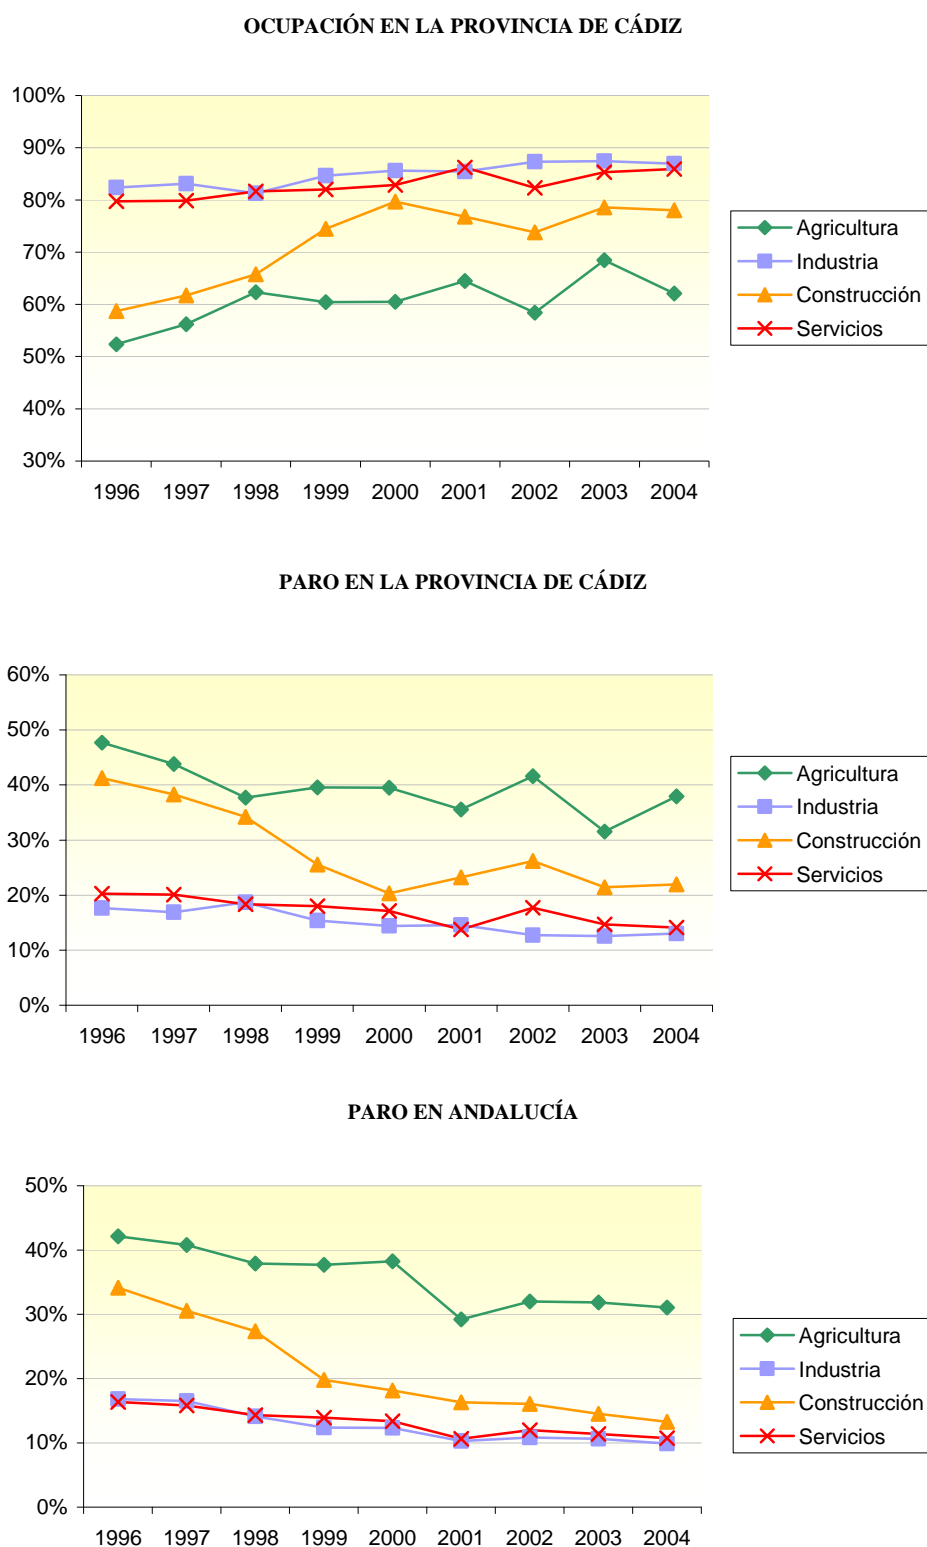 OCUPACIÓN EN LA PROVINCIA DE CÁDIZ
100%
90%
80%
70%
60%
50%
40%
30%
1996 1997 1998 1999 2000 2001 2002 2003 2004
Agricultura
Industria
Construcción
Servicios
PARO EN LA PROVINCIA DE CÁDIZ
60%
50%
40%
30%
20%
10%
0%
1996 1997 1998 1999 2000 2001 2002 2003 2004
Agricultura
Industria
Construcción
Servicios
PARO EN ANDALUCÍA
50%
40%
30%
20%
10%
0%
1996 1997 1998 1999 2000 2001 2002 2003 2004
Agricultura
Industria
Construcción
Servicios